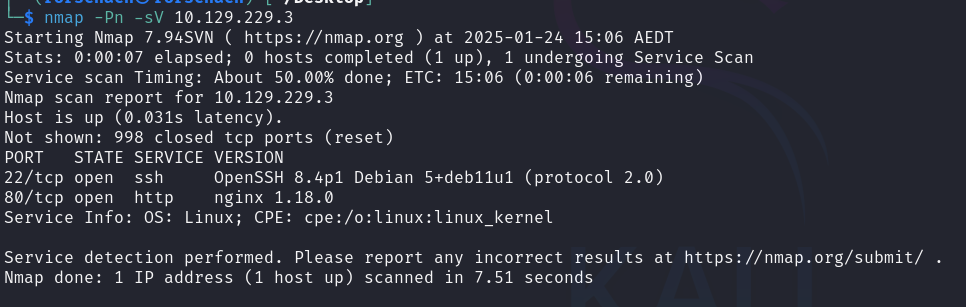 └─$ nmap -Pn -sV 10.129.229.3
Starting Nmap 7.94SVN ( https://nmap.org ) at 2025-01-24 15:06 AEDT
Stats: 0:00:07 elapsed; 0 hosts completed (1 up), 1 undergoing Service Scan
Service scan Timing: About 50.00% done; ETC: 15:06 (0:00:06 remaining)
Nmap scan report for 10.129.229.3
Host is up (0.031s latency).
Not shown: 998 closed tcp ports (reset)
PORT   STATE SERVICE VERSION
22/tcp open  ssh     OpenSSH 8.4p1 Debian 5+deb11u1 (protocol 2.0)
80/tcp open  http    nginx 1.18.0
Service Info: OS: Linux; CPE: cpe:/o:linux:linux_kernel

Service detection performed. Please report any incorrect results at https://nmap.org/submit/ .
Nmap done: 1 IP address (1 host up) scanned in 7.51 seconds